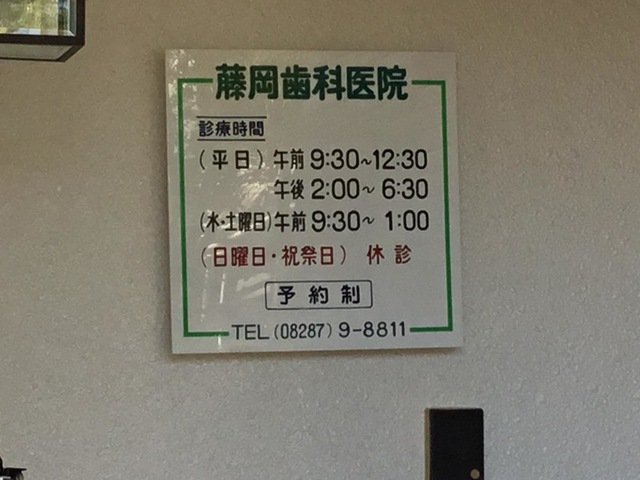 藤岡歯科医院
診療時間
(平日)午前9:30~12:30
午後2:00~6:30
(水・土曜日)午前9:30~1:00
(日曜日・祝祭日) 休診
予約制
TEL(08287)9-8811